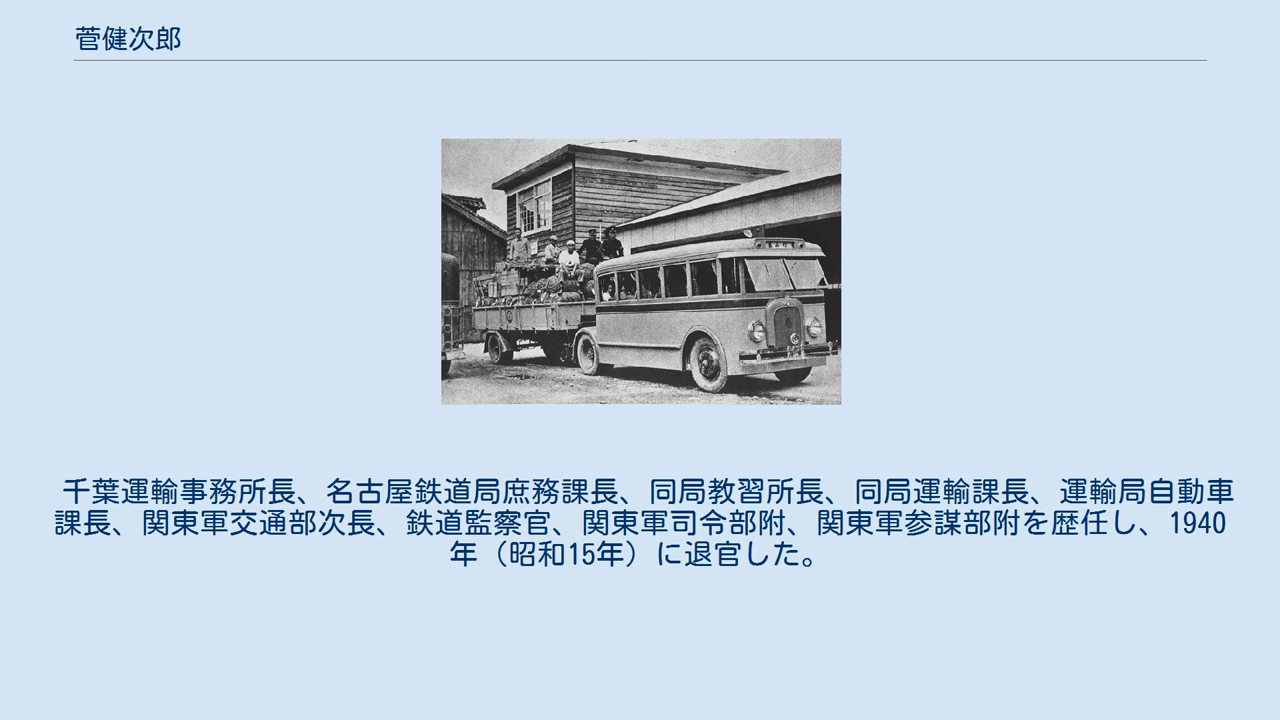 菅健次郎
千葉運輸事務所長、名古屋鉄道局庶務課長、同局教習所長、同局運輸課長、運輸局自動車
課長、関東軍交通部次長、鉄道監察官、関東軍司令部附、関東軍参謀部附を歴任し、1940
年（昭和15年）に退官した。